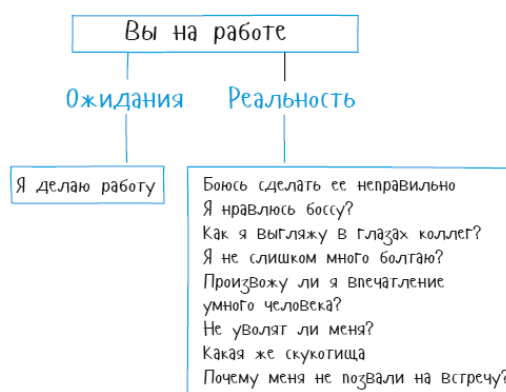 Вы на работе
Ожидания
Реальность
Я делаю работу
Боюсь сделать ее неправильно
Я нравлюсь боссу?
Как я выгляжу в глазах коллег?
Я не слишком много болтаю?
Произвожу ли я впечатление
умного человека?
Не уволят ли меня?
Какая же скукотища
Почему меня не позвали на встречу?